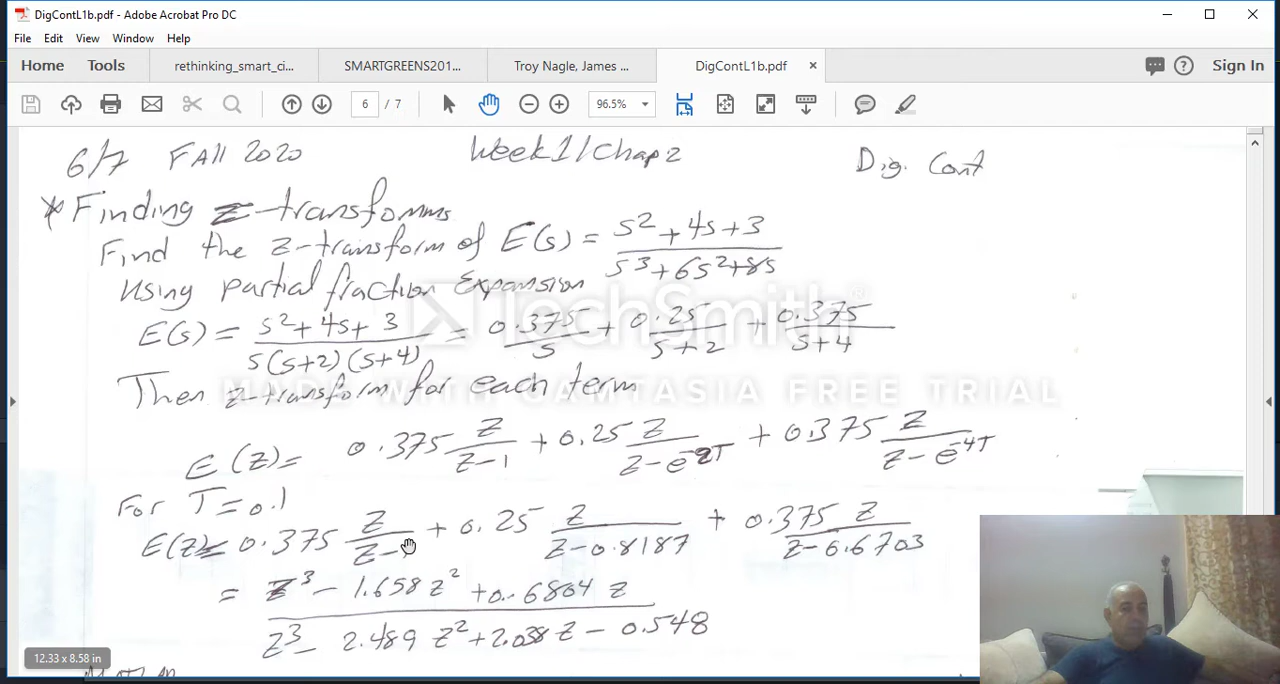 DigContL1b.pdf - Adobe Acrobat Pro DC
File Edit View Window Help
Home Tools rethinking_smart_ci... SMARTGREENS201... Troy Nagle, James ... DigContL1b.pdf × Sign In
6 / 7 96.5%
6/7 FAll 2020 Week 1/Chap 2 Dig. Cont
* Finding Z-transfomms
Find the Z-transform of E(s) = s² + 4s + 3 / s³ + 6s² + 8s
Using partial fraction Expansion
E(s) = s² + 4s + 3 / s(s+2)(s+4) = 0.375 / s + 0.25 / s+2 + 0.375 / s+4
TechSmith
Then z-transform for each term
MADE WITH CAMTASIA FREE TRIAL
E(z) = 0.375 z / z-1 + 0.25 z / z-e^-2T + 0.375 z / z-e^-4T
For T = 0.1
E(z) = 0.375 z / z- + 0.25 z / z-0.8187 + 0.375 z / z-0.6703
= z³ - 1.658 z² + 0.6804 z / z³ - 2.489 z² + 2.038 z - 0.548
12.33 x 8.58 in